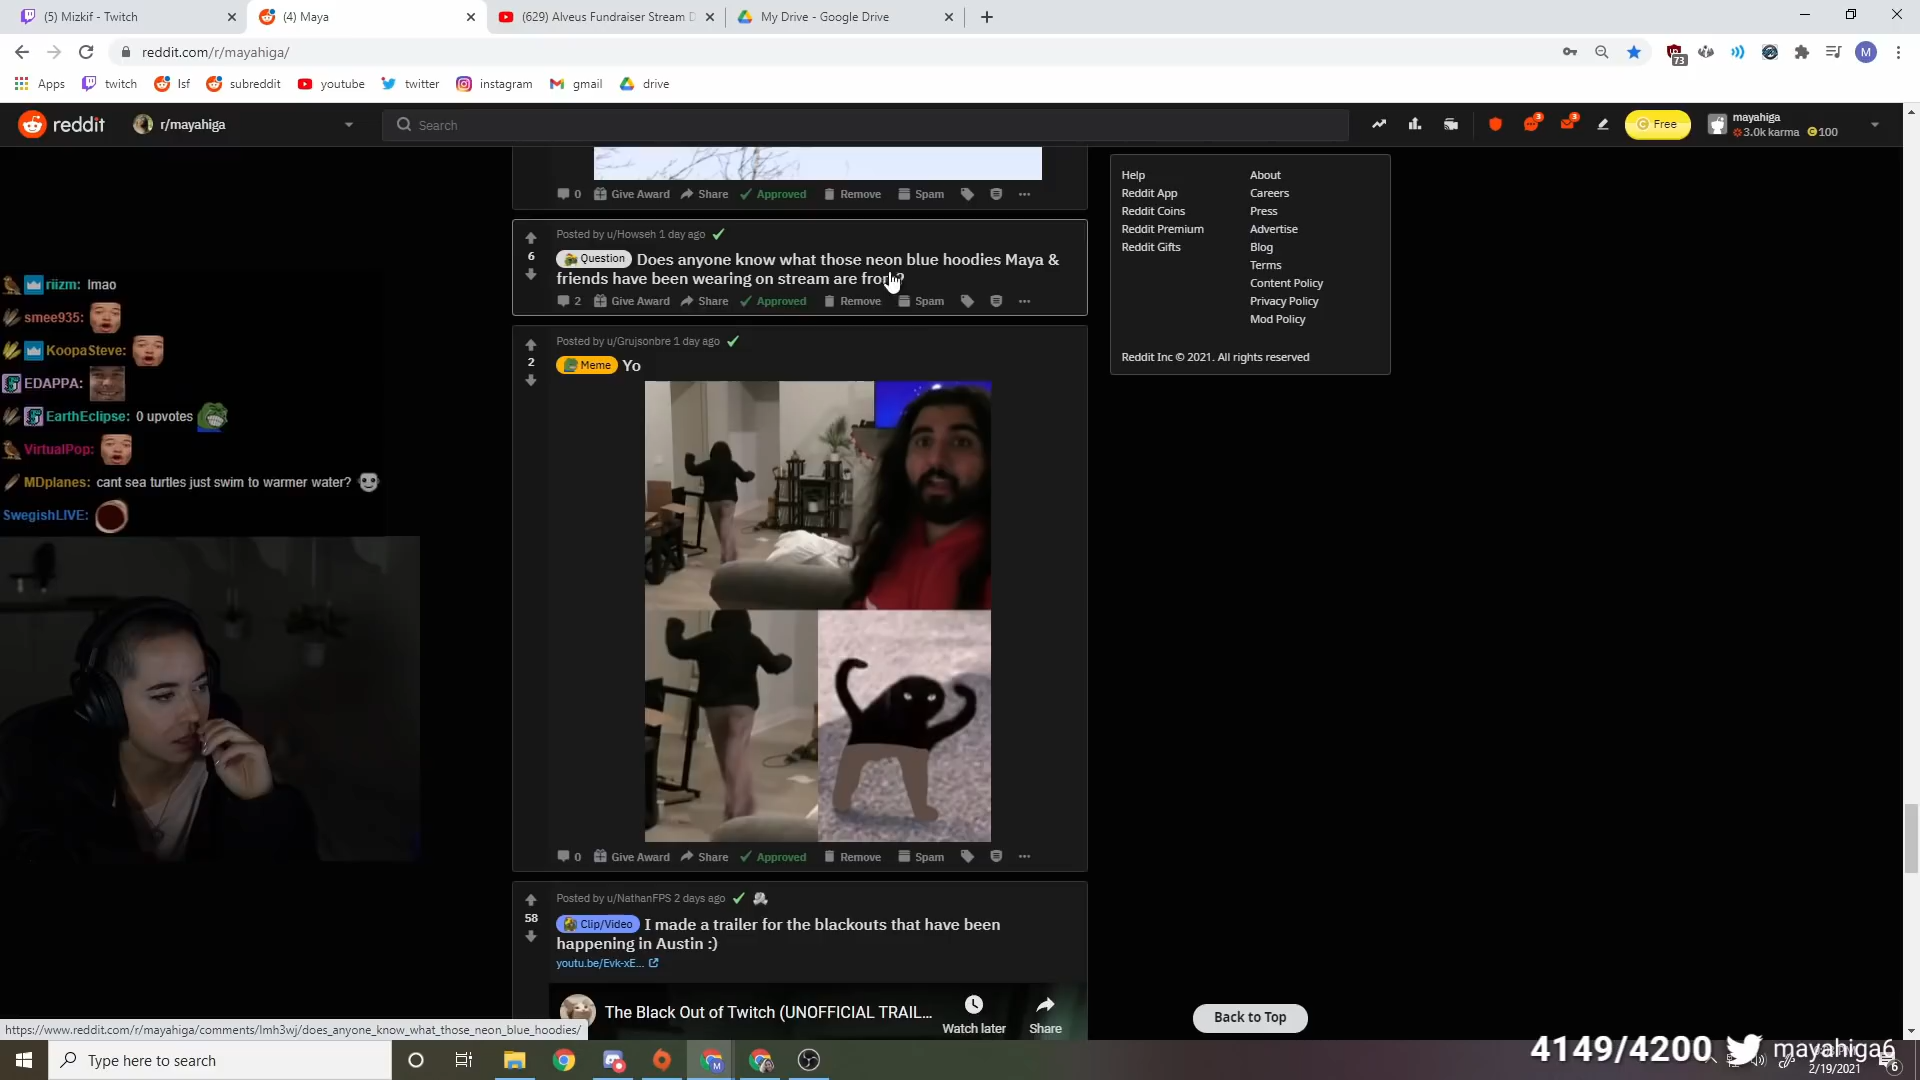 (5) Mizkif - Twitch
(4) Maya
(629) Alveus Fundraiser Stream D
My Drive - Google Drive
reddit.com/r/mayahiga/
73
M
Apps
twitch
lsf
subreddit
youtube
twitter
instagram
gmail
drive
reddit
r/mayahiga
Search
3
3
Free
mayahiga
3.0k karma
100
0
Give Award
Share
Approved
Remove
Spam
Posted by u/Howseh 1 day ago
6
Question
Does anyone know what those neon blue hoodies Maya &
friends have been wearing on stream are from?
2
Give Award
Share
Approved
Remove
Spam
Posted by u/Grujsonbre 1 day ago
2
Meme
Yo
0
Give Award
Share
Approved
Remove
Spam
Posted by u/NathanFPS 2 days ago
58
Clip/Video
I made a trailer for the blackouts that have been
happening in Austin :)
youtu.be/Evk-xE...
The Black Out of Twitch (UNOFFICIAL TRAIL...
Watch later
Share
Help
Reddit App
Reddit Coins
Reddit Premium
Reddit Gifts
About
Careers
Press
Advertise
Blog
Terms
Content Policy
Privacy Policy
Mod Policy
Reddit Inc © 2021. All rights reserved
Back to Top
riizm: lmao
smee935:
KoopaSteve:
EDAPPA:
EarthEclipse: 0 upvotes
VirtualPop:
MDplanes: cant sea turtles just swim to warmer water?
SwegishLIVE:
https://www.reddit.com/r/mayahiga/comments/lmh3wj/does_anyone_know_what_those_neon_blue_hoodies/
Type here to search
4149/4200
mayahiga6
2/19/2021
6